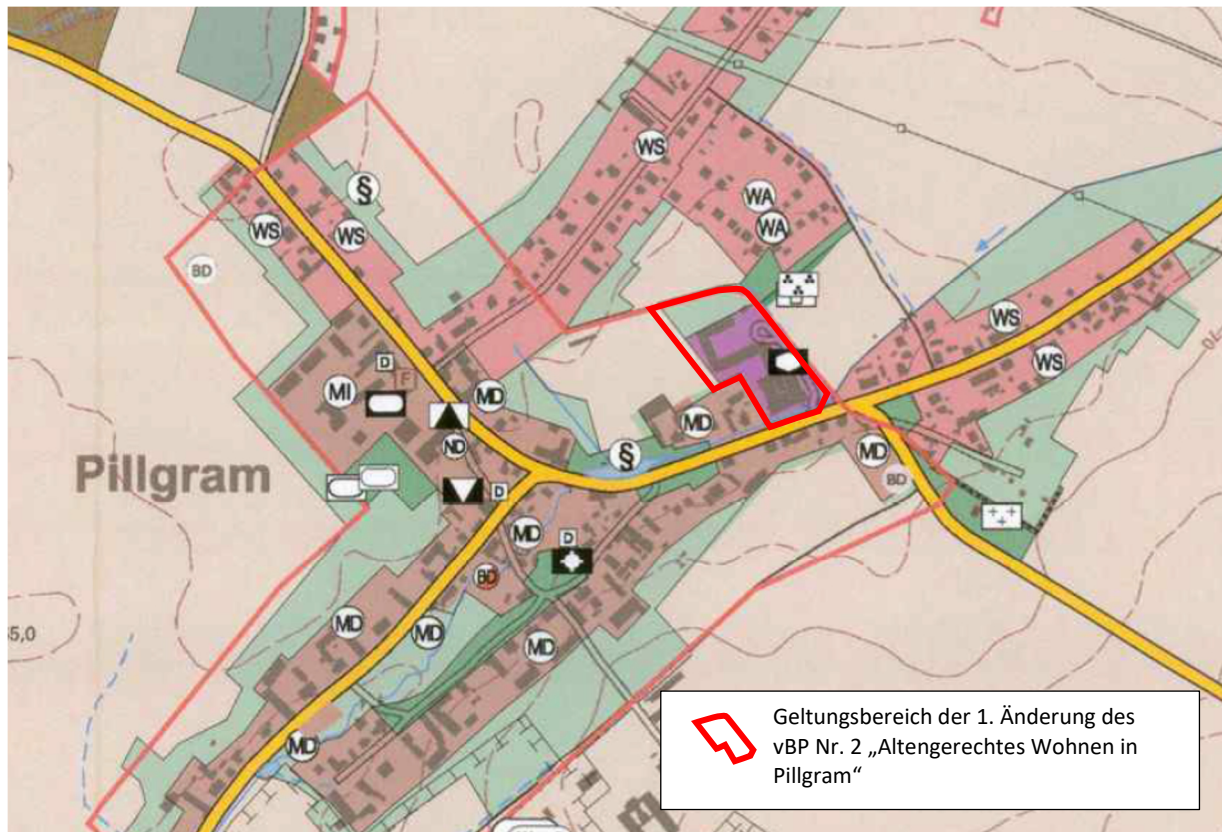 WS
§
WS
WS
WA
WA
BD
WS
WS
D
F
MI
MD
MD
ND
§
MD
BD
Pillgram
D
MD
D
BD
MD
MD
MD
MD
Geltungsbereich der 1. Änderung des
vBP Nr. 2 „Altengerechtes Wohnen in
Pillgram“